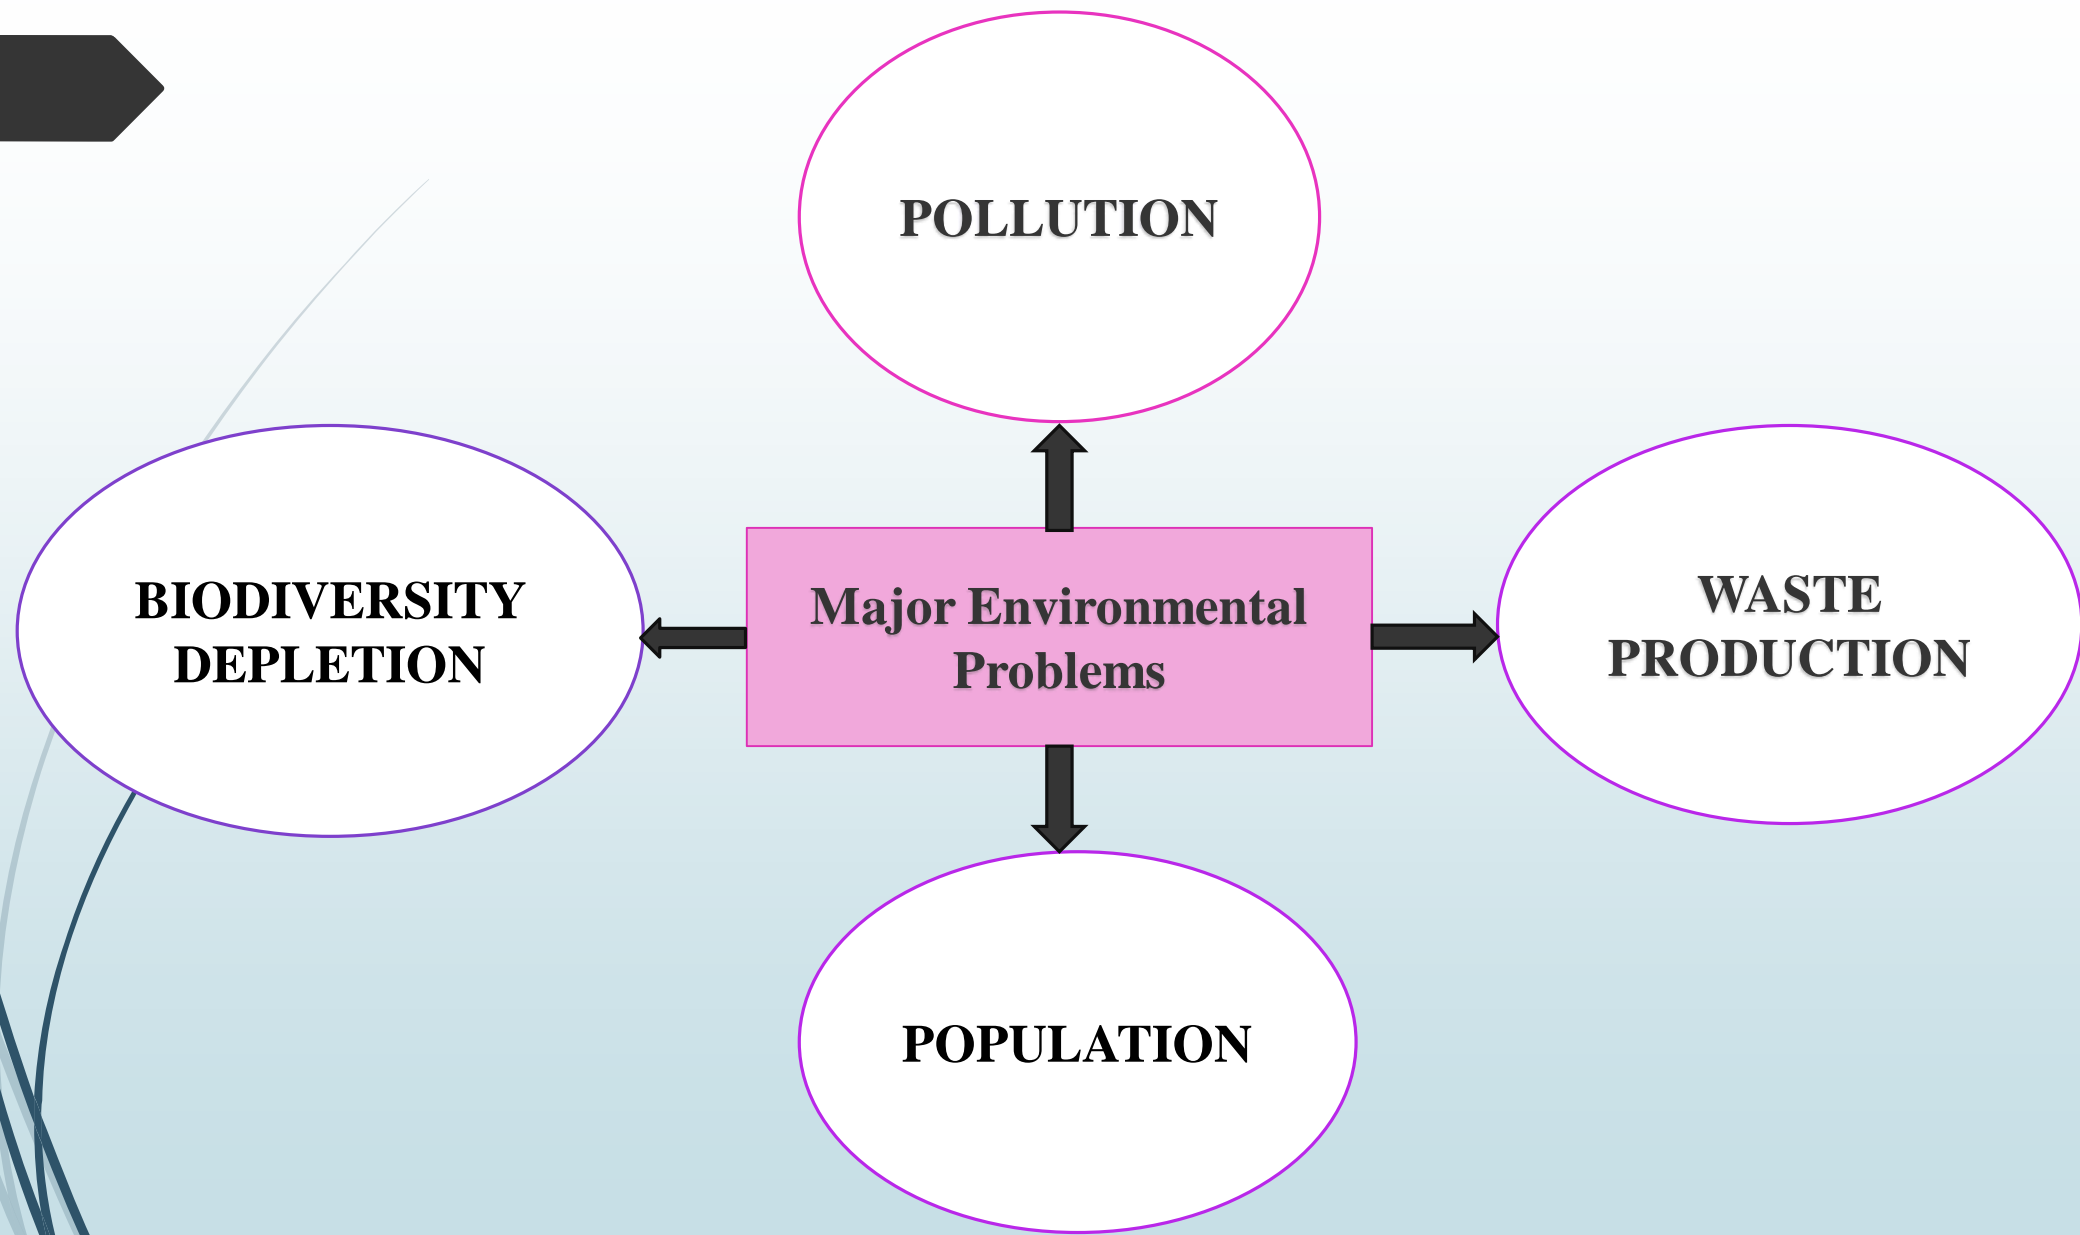 POLLUTION
BIODIVERSITY
DEPLETION
Major Environmental
Problems
WASTE
PRODUCTION
POPULATION